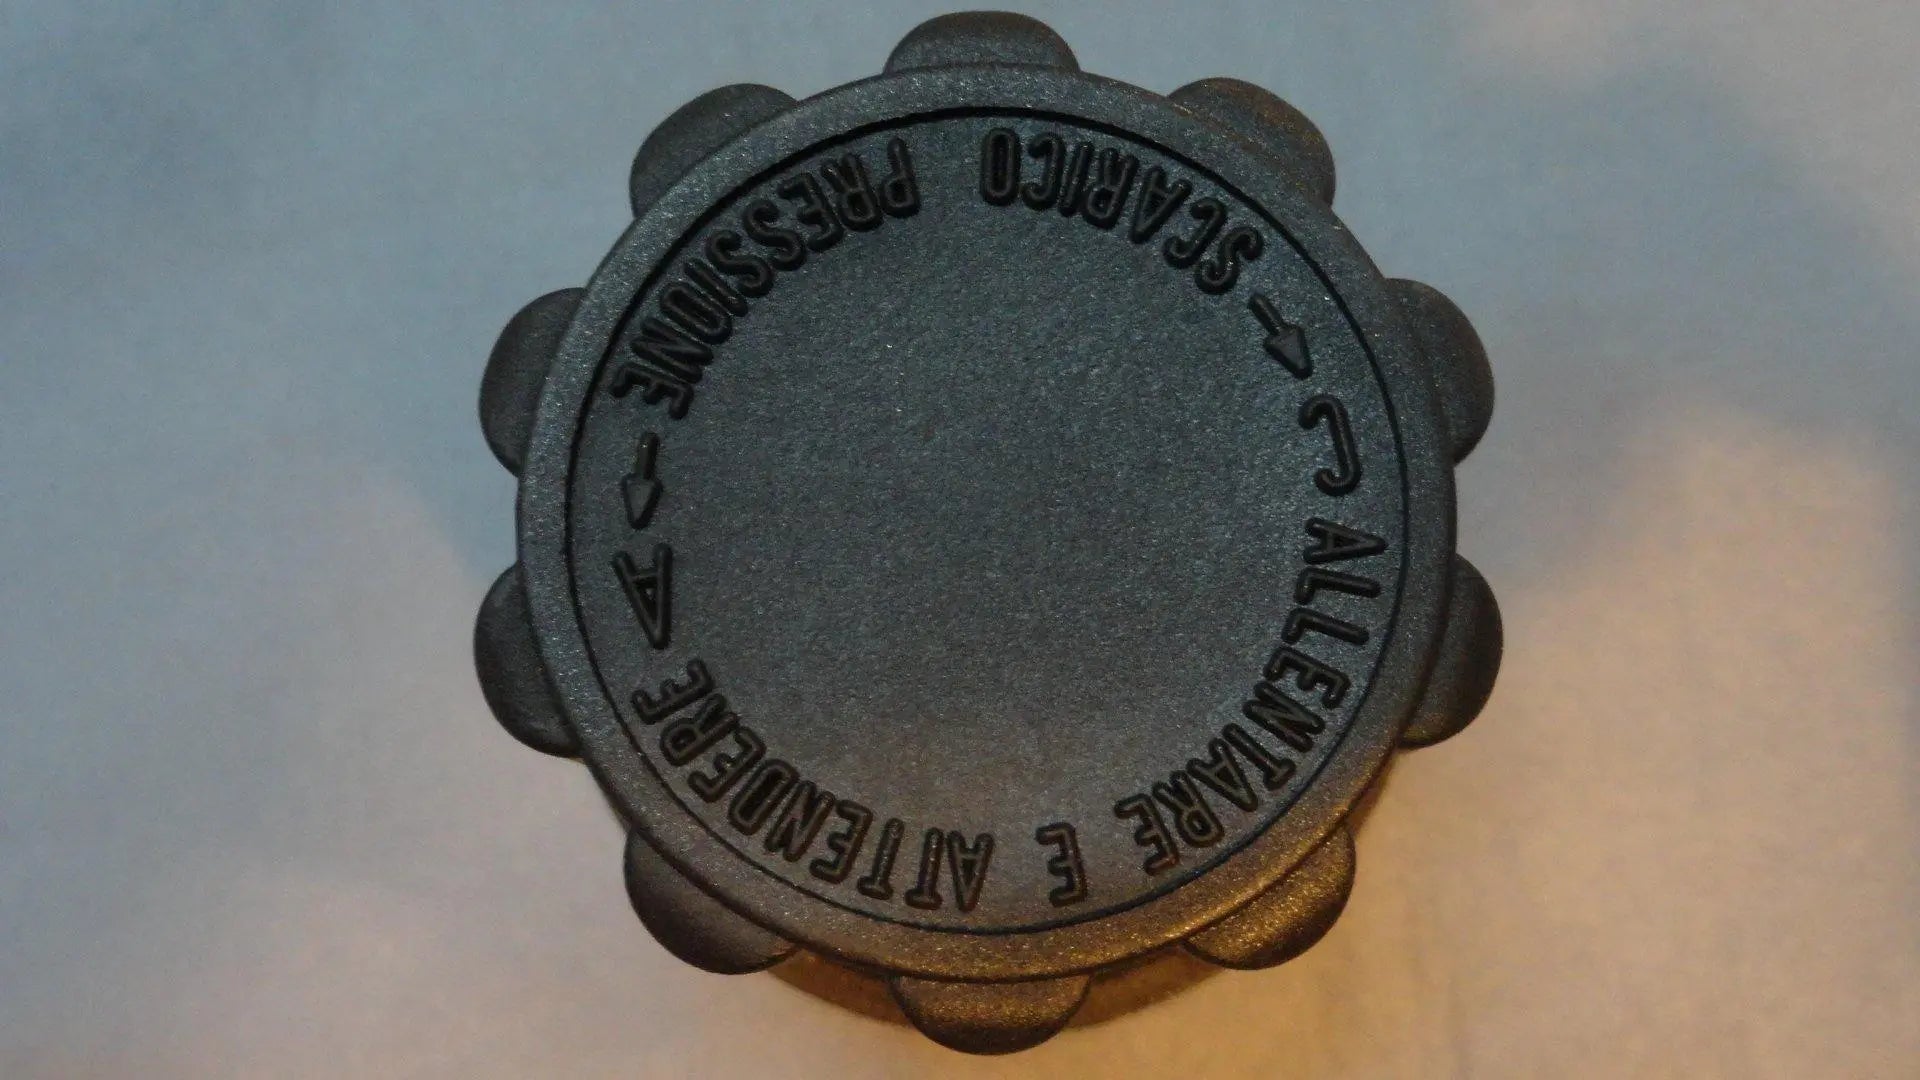 C ALLENTARE E ATTENDERE A
SCARICO PRESSIONE